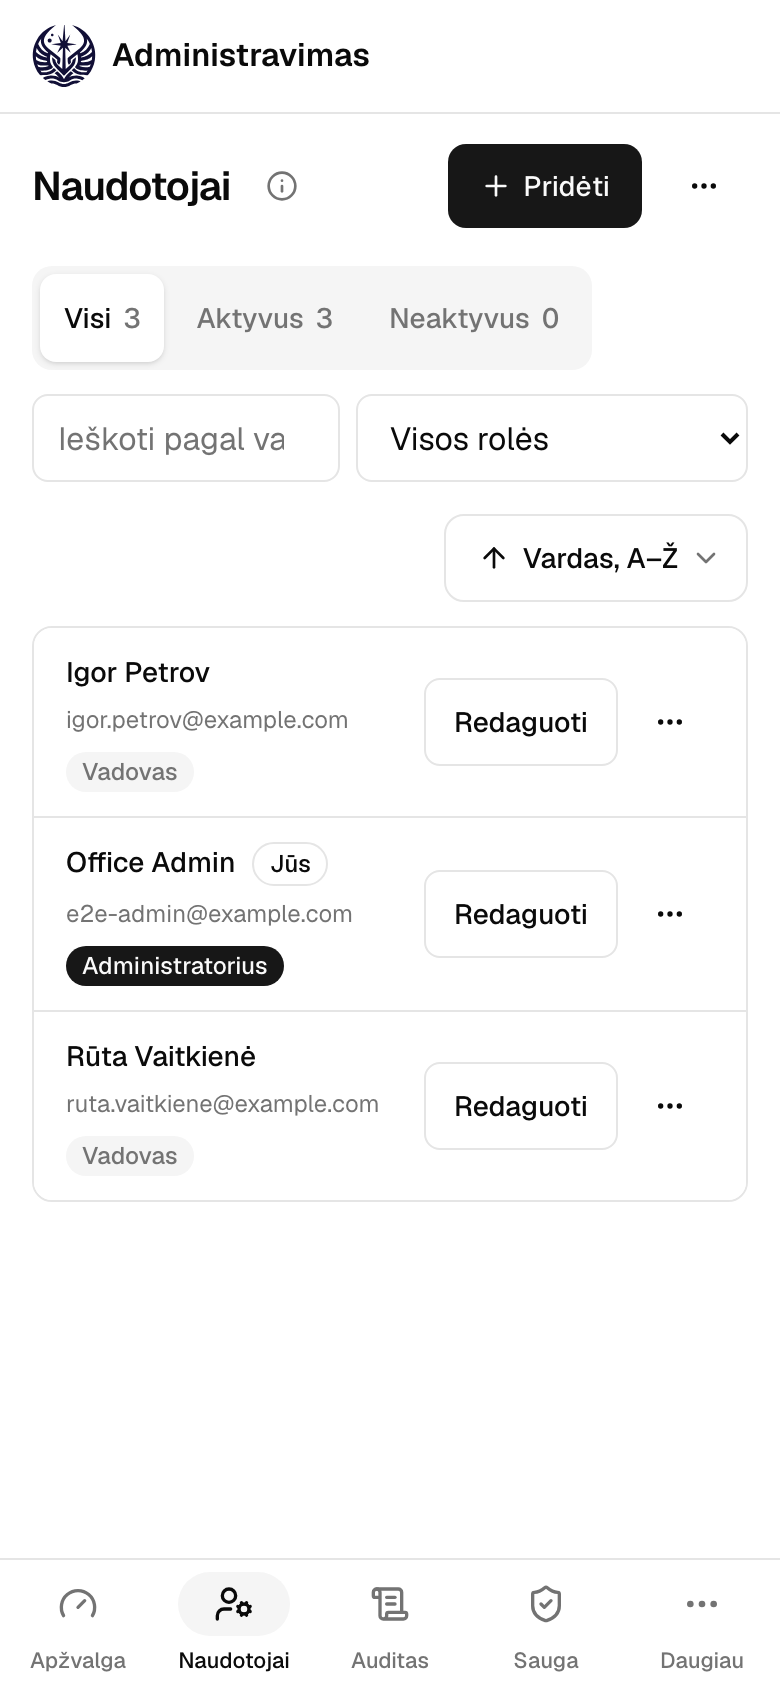 Administravimas
Naudotojai
Pridėti
Visi 3 Aktyvus 3 Neaktyvus 0
Ieškoti pagal va
Visos rolės
Vardas, A–Ž
Igor Petrov
igor.petrov@example.com
Vadovas
Redaguoti
Office Admin Jūs
e2e-admin@example.com
Administratorius
Redaguoti
Rūta Vaitkienė
ruta.vaitkiene@example.com
Vadovas
Redaguoti
Apžvalga Naudotojai Auditas Sauga Daugiau